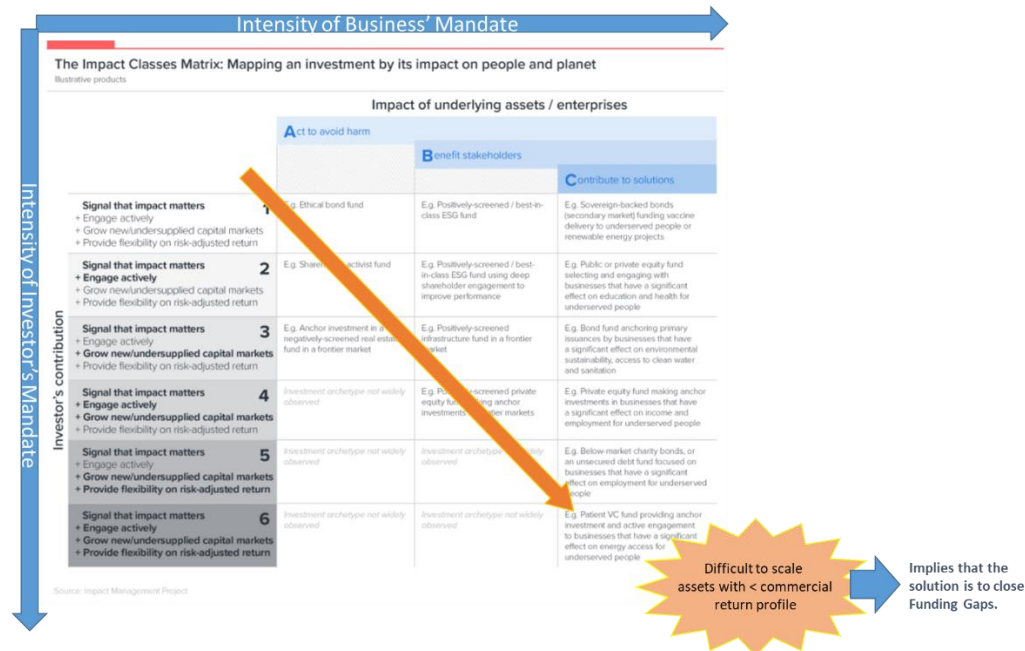 Intensity of Business' Mandate
The Impact Classes Matrix: Mapping an investment by its impact on people and planet
Illustrative products
Impact of underlying assets / enterprises
Act to avoid harm
Benefit stakeholders
Contribute to solutions
Intensity of Investor's Mandate
Investor's contribution
Signal that impact matters
+ Engage actively
+ Grow new/undersupplied capital markets
+ Provide flexibility on risk-adjusted return
1
E.g. Ethical bond fund
E.g. Positively-screened / best-in-
class ESG fund
E.g. Sovereign-backed bonds
(secondary market) funding vaccine
delivery to underserved people or
renewable energy projects
Signal that impact matters
+ Engage actively
+ Grow new/undersupplied capital markets
+ Provide flexibility on risk-adjusted return
2
E.g. activist fund
E.g. Positively-screened / best-
in-class ESG fund using deep
shareholder engagement to
improve performance
E.g. Public or private equity fund
selecting and engaging with
businesses that have a significant
effect on education and health for
underserved people
Signal that impact matters
+ Engage actively
+ Grow new/undersupplied capital markets
+ Provide flexibility on risk-adjusted return
3
E.g. Anchor investment in a
negatively-screened real
fund in a frontier market
E.g. Positively-screened
infrastructure fund in a frontier
E.g. Bond fund anchoring primary
issuances by businesses that have
a significant effect on environmental
sustainability, access to clean water
and sanitation
Signal that impact matters
+ Engage actively
+ Grow new/undersupplied capital markets
+ Provide flexibility on risk-adjusted return
4
Investment archetype not widely
observed
E.g. private
equity anchor
investments markets
E.g. Private equity fund making anchor
investments in businesses that have
a significant effect on income and
employment for underserved people
Signal that impact matters
+ Engage actively
+ Grow new/undersupplied capital markets
+ Provide flexibility on risk-adjusted return
5
Investment archetype not widely
observed
Investment archetype not
observed
E.g. Below-market charity bonds, or
an unsecured debt fund focused on
businesses that have a significant
effect on employment for underserved
people
Signal that impact matters
+ Engage actively
+ Grow new/undersupplied capital markets
+ Provide flexibility on risk-adjusted return
6
Investment archetype not widely
observed
Investment archetype not widely
observed
E.g. Patient VC fund providing anchor
investment and active engagement
to businesses that have a significant
effect on energy access for
underserved people
Source: Impact Management Project
Difficult to scale
assets with < commercial
return profile
Implies that the
solution is to close
Funding Gaps.